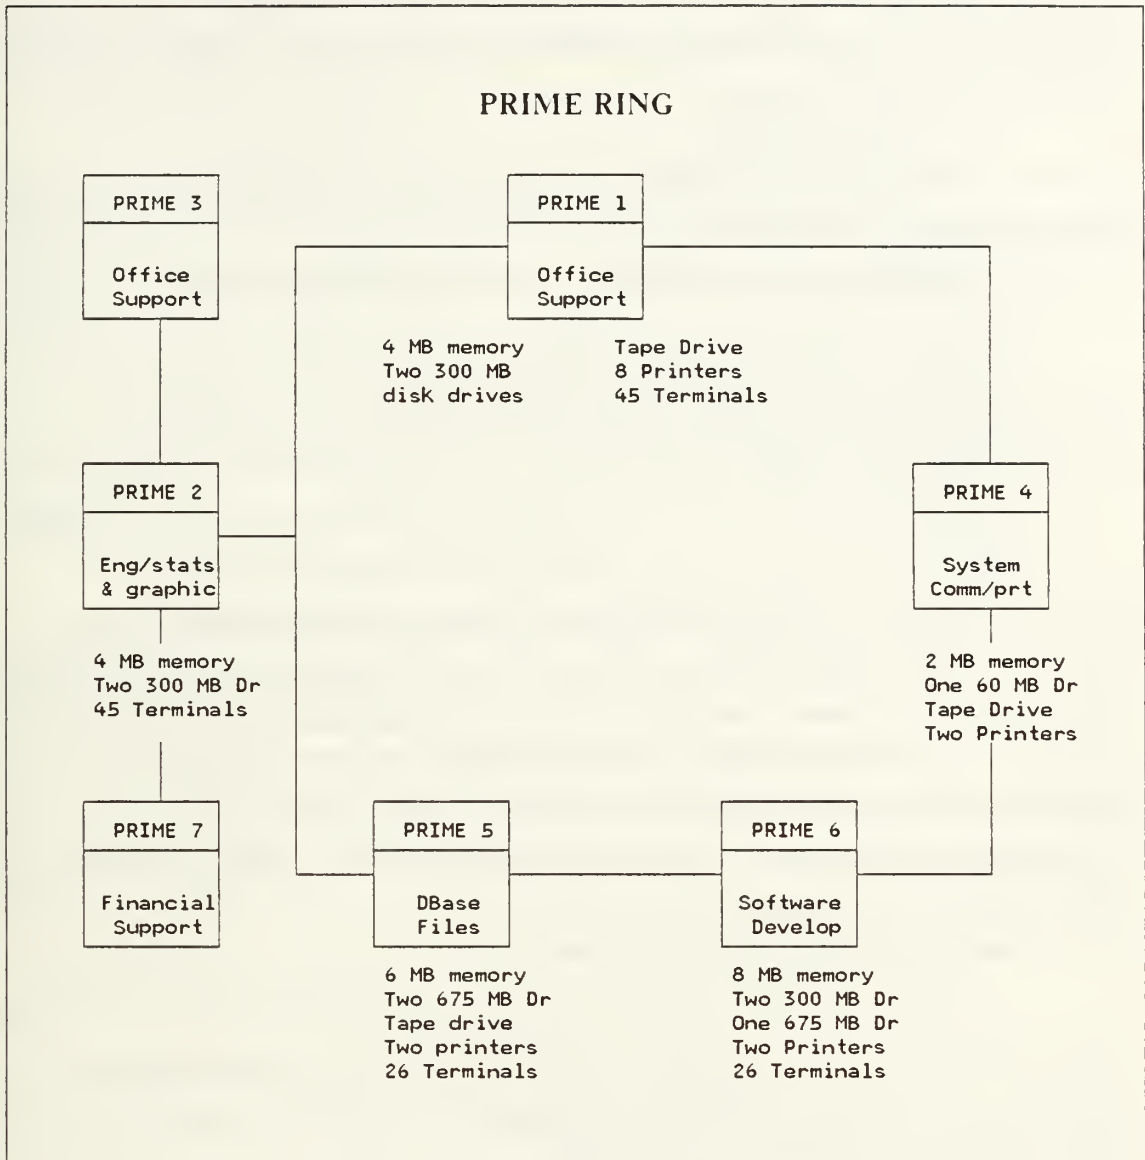 PRIME RING
PRIME 3
Office
Support
PRIME 1
Office
Support
4 MB memory
Two 300 MB
disk drives
Tape Drive
8 Printers
45 Terminals
PRIME 2
Eng/stats
& graphic
4 MB memory
Two 300 MB Dr
45 Terminals
PRIME 4
System
Comm/prt
2 MB memory
One 60 MB Dr
Tape Drive
Two Printers
PRIME 7
Financial
Support
PRIME 5
DBase
Files
6 MB memory
Two 675 MB Dr
Tape drive
Two printers
26 Terminals
PRIME 6
Software
Develop
8 MB memory
Two 300 MB Dr
One 675 MB Dr
Two Printers
26 Terminals